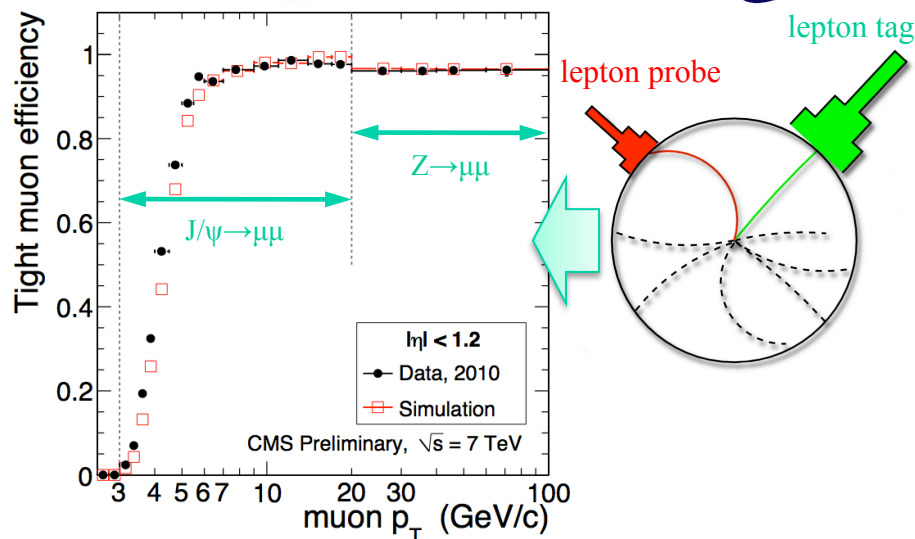 lepton tag
lepton probe
Tight muon efficiency
1
0.8
0.6
0.4
0.2
0
Z→μμ
J/ψ→μμ
|η| < 1.2
Data, 2010
Simulation
CMS Preliminary, √s = 7 TeV
3 4 5 6 7 10 20 30 100
muon p_T (GeV/c)